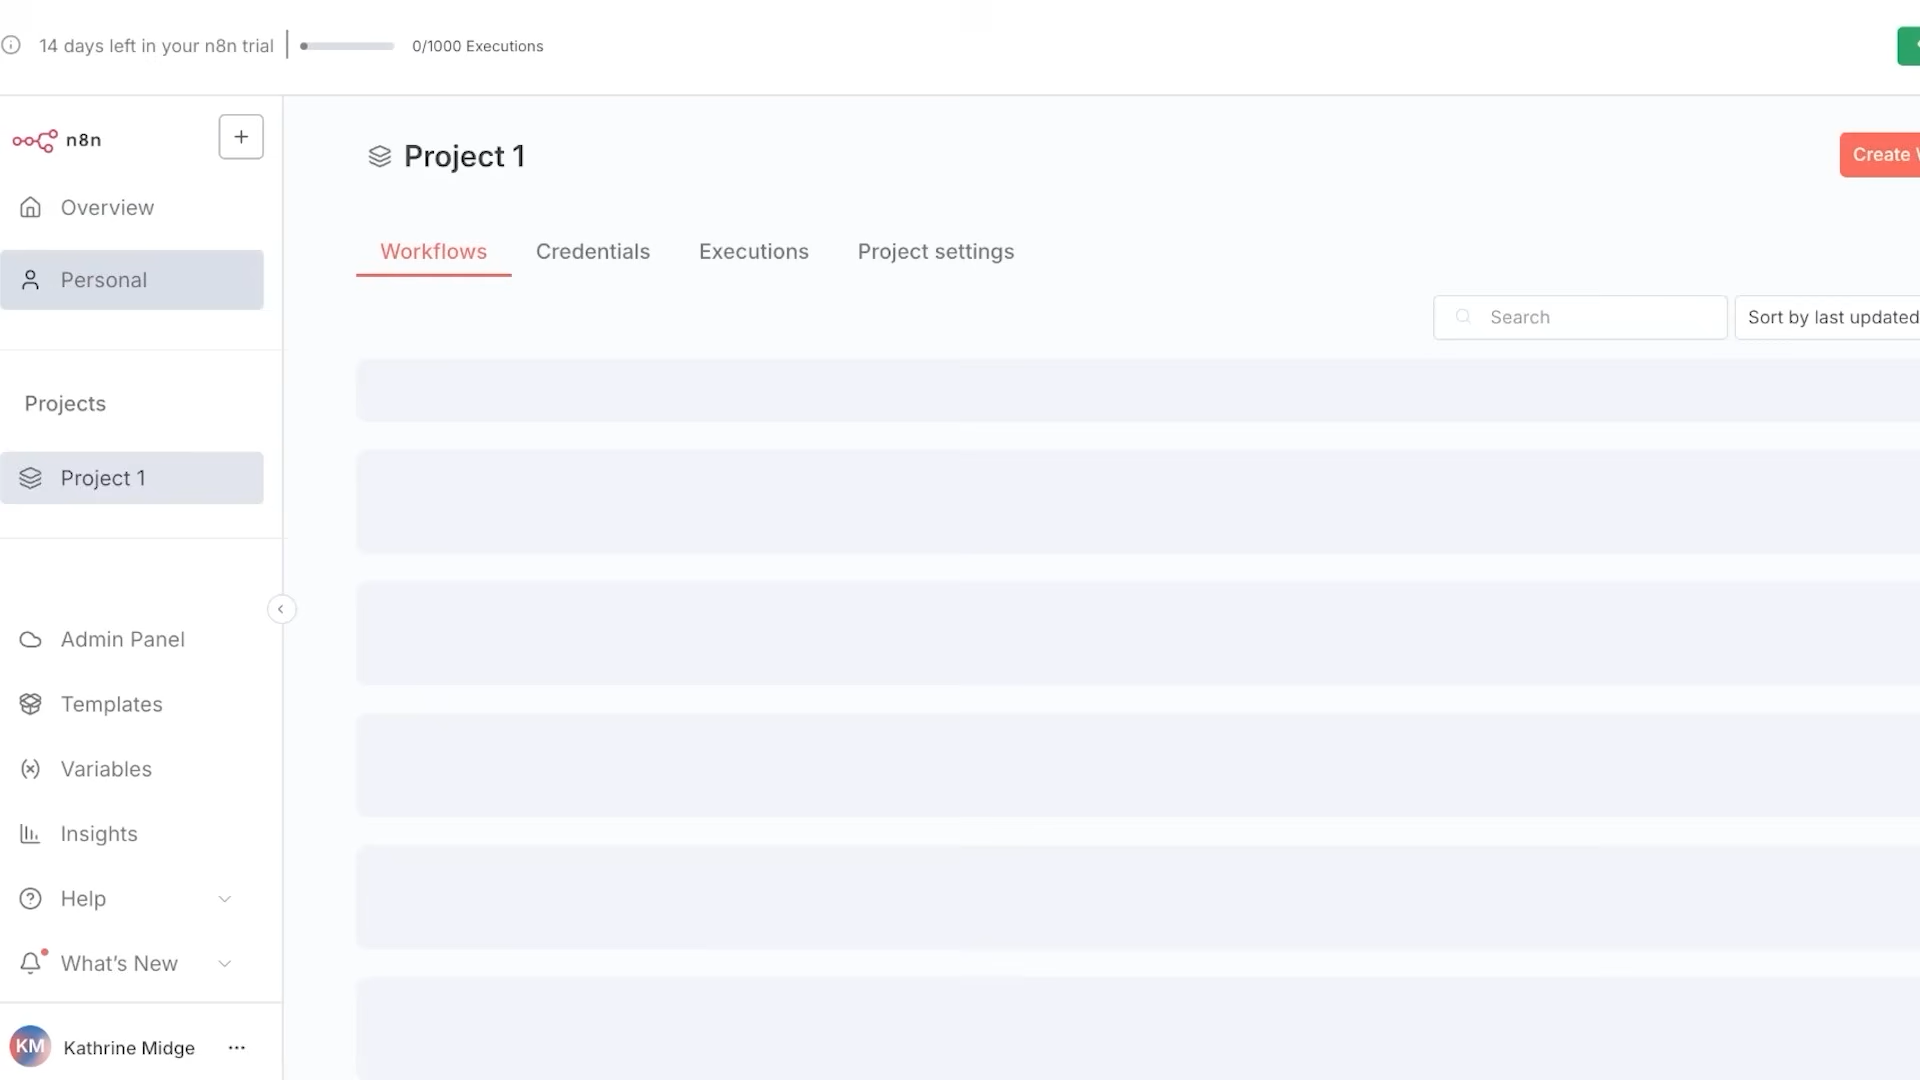 14 days left in your n8n trial
0/1000 Executions
n8n
+
Project 1
Create
Overview
Workflows
Credentials
Executions
Project settings
Personal
Search
Sort by last updated
Projects
Project 1
Admin Panel
Templates
Variables
Insights
Help
What's New
KM
Kathrine Midge